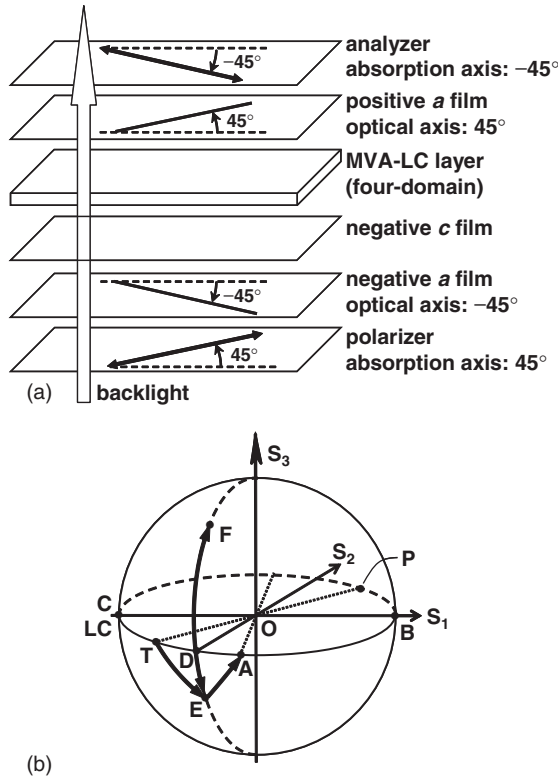 analyzer
absorption axis: –45°
–45°
positive a film
optical axis: 45°
45°
MVA-LC layer
(four-domain)
negative c film
negative a film
optical axis: –45°
–45°
polarizer
absorption axis: 45°
45°
(a)
backlight
S3
F
S2
P
C
LC
O
B
S1
T
D
A
E
(b)